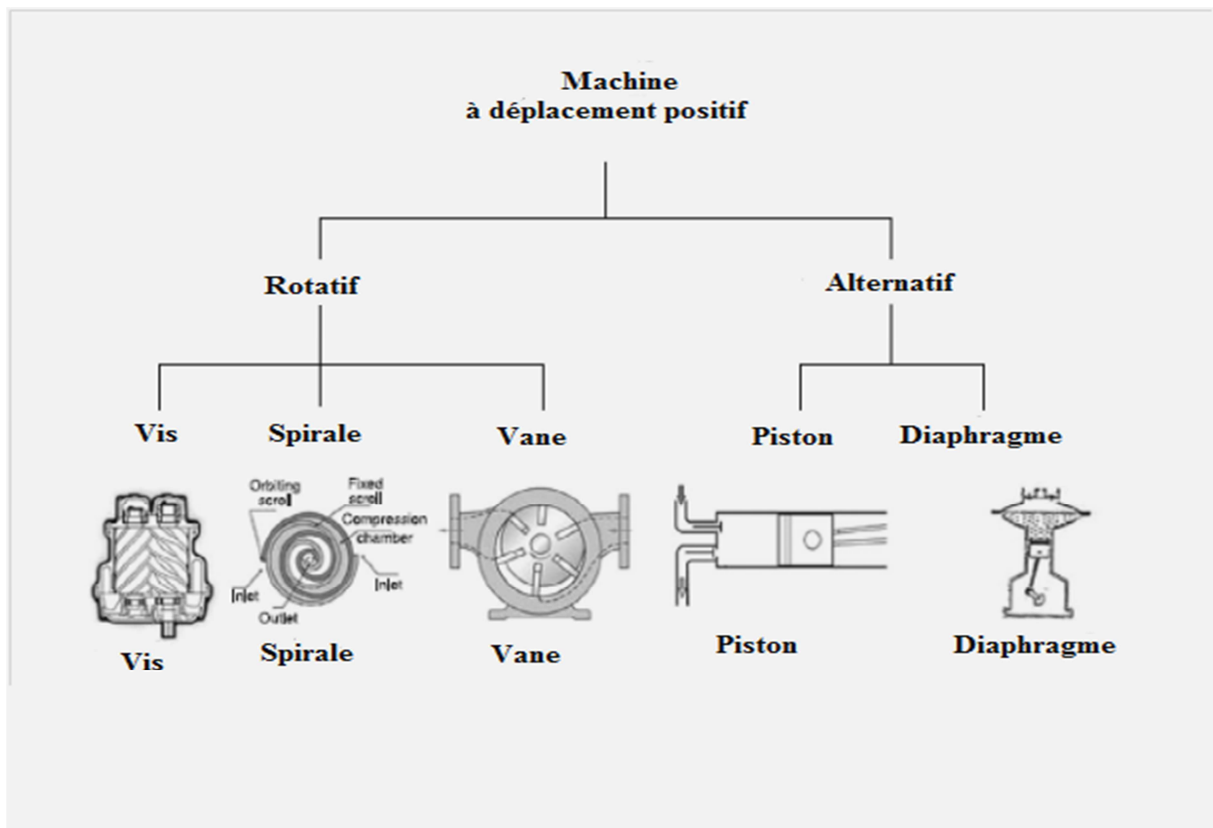 Machine
à déplacement positif
Rotatif
Alternatif
Vis
Spirale
Vane
Piston
Diaphragme
Orbiting
scroll
Fixed
scroll
Compression
chamber
Inlet
Inlet
Outlet
Vis
Spirale
Vane
Piston
Diaphragme